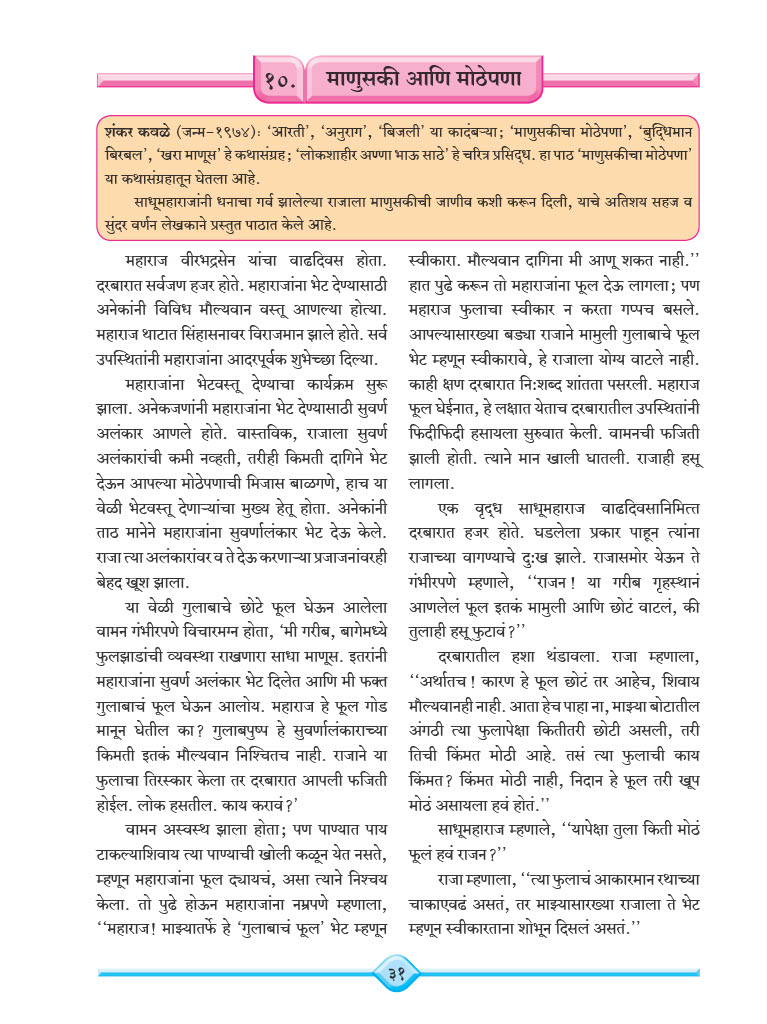 १०. माणुसकी आणि मोठेपणा
शंकर कवळे (जन्म-१९७४): ‘आरती’, ‘अनुराग’, ‘बिजली’ या कादंबऱ्या; ‘माणुसकीचा मोठेपणा’, ‘बुद्धिमान
बिरबल’, ‘खरा माणूस’ हे कथासंग्रह; ‘लोकशाहीर अण्णा भाऊ साठे’ हे चरित्र प्रसिद्ध. हा पाठ ‘माणुसकीचा मोठेपणा’
या कथासंग्रहातून घेतला आहे.
साधूमहाराजांनी धनाचा गर्व झालेल्या राजाला माणुसकीची जाणीव कशी करून दिली, याचे अतिशय सहज व
सुंदर वर्णन लेखकाने प्रस्तुत पाठात केले आहे.
महाराज वीरभद्रसेन यांचा वाढदिवस होता.
दरबारात सर्वजण हजर होते. महाराजांना भेट देण्यासाठी
अनेकांनी विविध मौल्यवान वस्तू आणल्या होत्या.
महाराज थाटात सिंहासनावर विराजमान झाले होते. सर्व
उपस्थितांनी महाराजांना आदरपूर्वक शुभेच्छा दिल्या.
महाराजांना भेटवस्तू देण्याचा कार्यक्रम सुरू
झाला. अनेकजणांनी महाराजांना भेट देण्यासाठी सुवर्ण
अलंकार आणले होते. वास्तविक, राजाला सुवर्ण
अलंकारांची कमी नव्हती, तरीही किमती दागिने भेट
देऊन आपल्या मोठेपणाची मिजास बाळगणे, हाच या
वेळी भेटवस्तू देणाऱ्यांचा मुख्य हेतू होता. अनेकांनी
ताठ मानेने महाराजांना सुवर्णालंकार भेट देऊ केले.
राजा त्या अलंकारांवर व ते देऊ करणाऱ्या प्रजाजनांवरही
बेहद खूश झाला.
या वेळी गुलाबाचे छोटे फूल घेऊन आलेला
वामन गंभीरपणे विचारमग्न होता, ‘मी गरीब, बागेमध्ये
फुलझाडांची व्यवस्था राखणारा साधा माणूस. इतरांनी
महाराजांना सुवर्ण अलंकार भेट दिलेत आणि मी फक्त
गुलाबाचं फूल घेऊन आलोय. महाराज हे फूल गोड
मानून घेतील का? गुलाबपुष्प हे सुवर्णालंकाराच्या
किमती इतकं मौल्यवान निश्चितच नाही. राजाने या
फुलाचा तिरस्कार केला तर दरबारात आपली फजिती
होईल. लोक हसतील. काय करावं?’
वामन अस्वस्थ झाला होता; पण पाण्यात पाय
टाकल्याशिवाय त्या पाण्याची खोली कळून येत नसते,
म्हणून महाराजांना फूल द्यायचं, असा त्याने निश्चय
केला. तो पुढे होऊन महाराजांना नम्रपणे म्हणाला,
‘‘महाराज! माझ्यातर्फे हे ‘गुलाबाचं फूल’ भेट म्हणून
स्वीकारा. मौल्यवान दागिना मी आणू शकत नाही.’’
हात पुढे करून तो महाराजांना फूल देऊ लागला; पण
महाराज फुलाचा स्वीकार न करता गप्पच बसले.
आपल्यासारख्या बड्या राजाने मामुली गुलाबाचे फूल
भेट म्हणून स्वीकारावे, हे राजाला योग्य वाटले नाही.
काही क्षण दरबारात नि:शब्द शांतता पसरली. महाराज
फूल घेईनात, हे लक्षात येताच दरबारातील उपस्थितांनी
फिदीफिदी हसायला सुरुवात केली. वामनची फजिती
झाली होती. त्याने मान खाली घातली. राजाही हसू
लागला.
एक वृद्ध साधूमहाराज वाढदिवसानिमित्त
दरबारात हजर होते. घडलेला प्रकार पाहून त्यांना
राजाच्या वागण्याचे दु:ख झाले. राजासमोर येऊन ते
गंभीरपणे म्हणाले, ‘‘राजन! या गरीब गृहस्थानं
आणलेलं फूल इतकं मामुली आणि छोटं वाटलं, की
तुलाही हसू फुटावं?’’
दरबारातील हशा थंडावला. राजा म्हणाला,
‘‘अर्थातच! कारण हे फूल छोटं तर आहेच, शिवाय
मौल्यवानही नाही. आता हेच पाहा ना, माझ्या बोटातील
अंगठी त्या फुलापेक्षा कितीतरी छोटी असली, तरी
तिची किंमत मोठी आहे. तसं त्या फुलाची काय
किंमत? किंमत मोठी नाही, निदान हे फूल तरी खूप
मोठं असायला हवं होतं.’’
साधूमहाराज म्हणाले, ‘‘यापेक्षा तुला किती मोठं
फूलं हवं राजन?’’
राजा म्हणाला, ‘‘त्या फुलाचं आकारमान रथाच्या
चाकाएवढं असतं, तर माझ्यासारख्या राजाला ते भेट
म्हणून स्वीकारताना शोभून दिसलं असतं.’’
३१